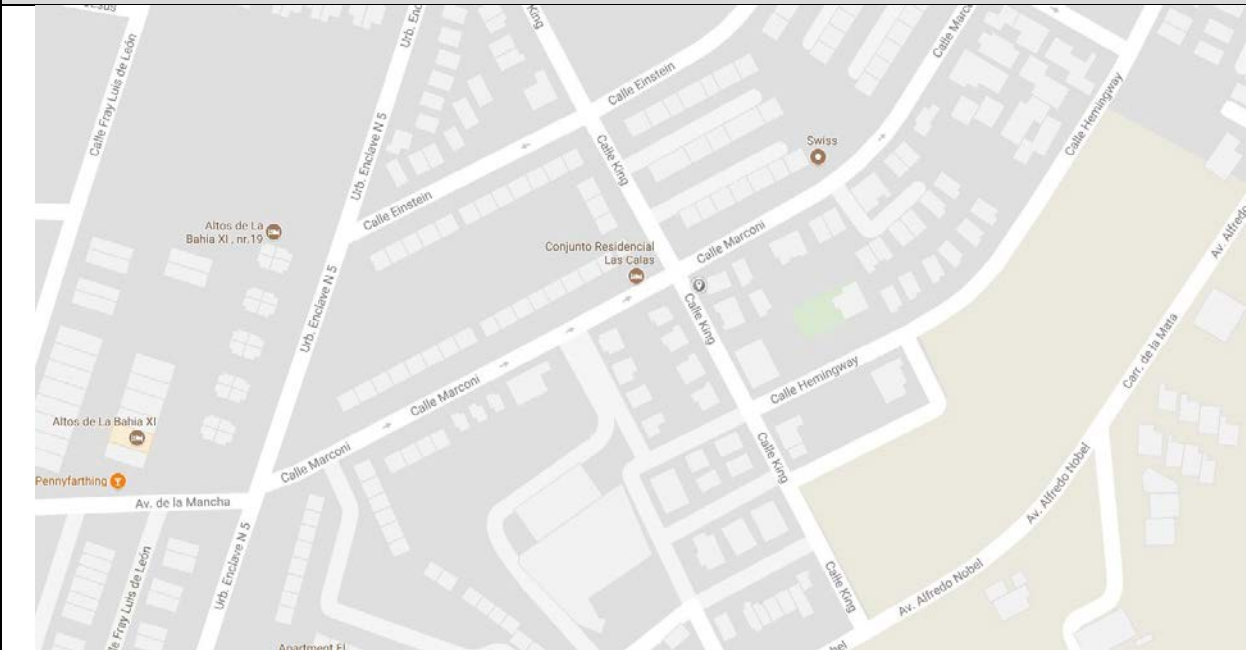 Calle Fray Luis de León
Urb. Enclave N 5
King
Calle Einstein
Calle King
Swiss
Calle Hemingway
Calle Einstein
Altos de La
Bahia XI , nr.19
Conjunto Residencial
Las Calas
Calle Marconi
Urb. Enclave N 5
Calle King
Carr. de la Mata
Calle Hemingway
Calle Marconi
Altos de La Bahia XI
Calle Marconi
Calle King
Pennyfarthing
Av. de la Mancha
Av. Alfredo Nobel
Urb. Enclave N 5
Fray Luis de León
Calle King
Av. Alfredo Nobel
Apartment El